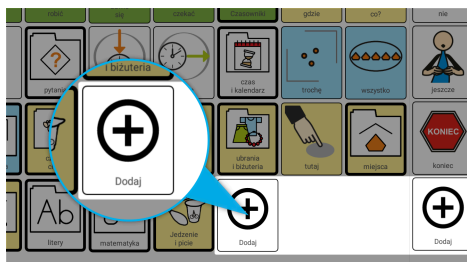 robić
się
czekać
Czasowniki
gdzie
co?
nie
i biżuteria
czas
i kalendarz
trochę
wszystko
jeszcze
Dodaj
ubrania
i biżuteria
tutaj
miejsca
KONIEC
koniec
Ab
litery
matematyka
Jedzenie
i picie
Dodaj
Dodaj